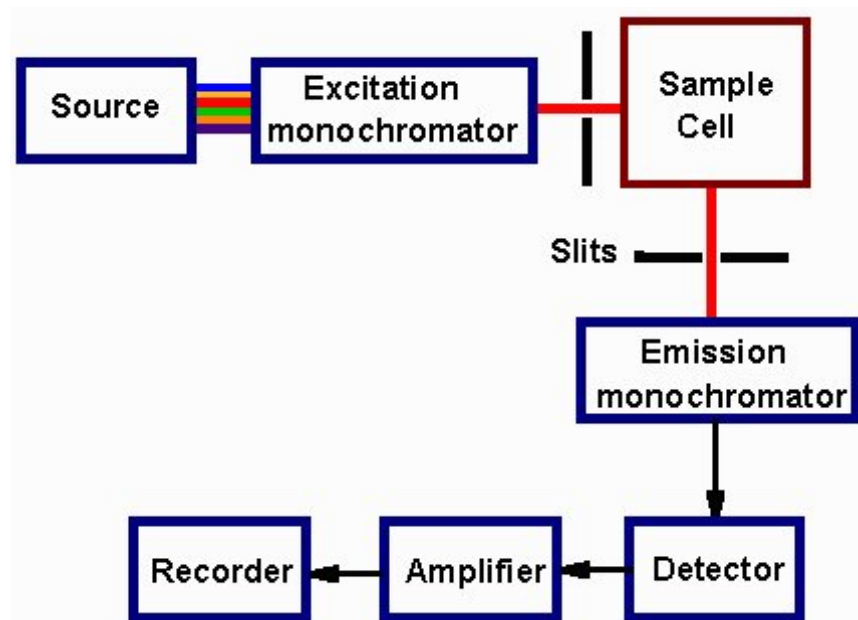 Source
Excitation
monochromator
Sample
Cell
Slits
Emission
monochromator
Recorder
Amplifier
Detector